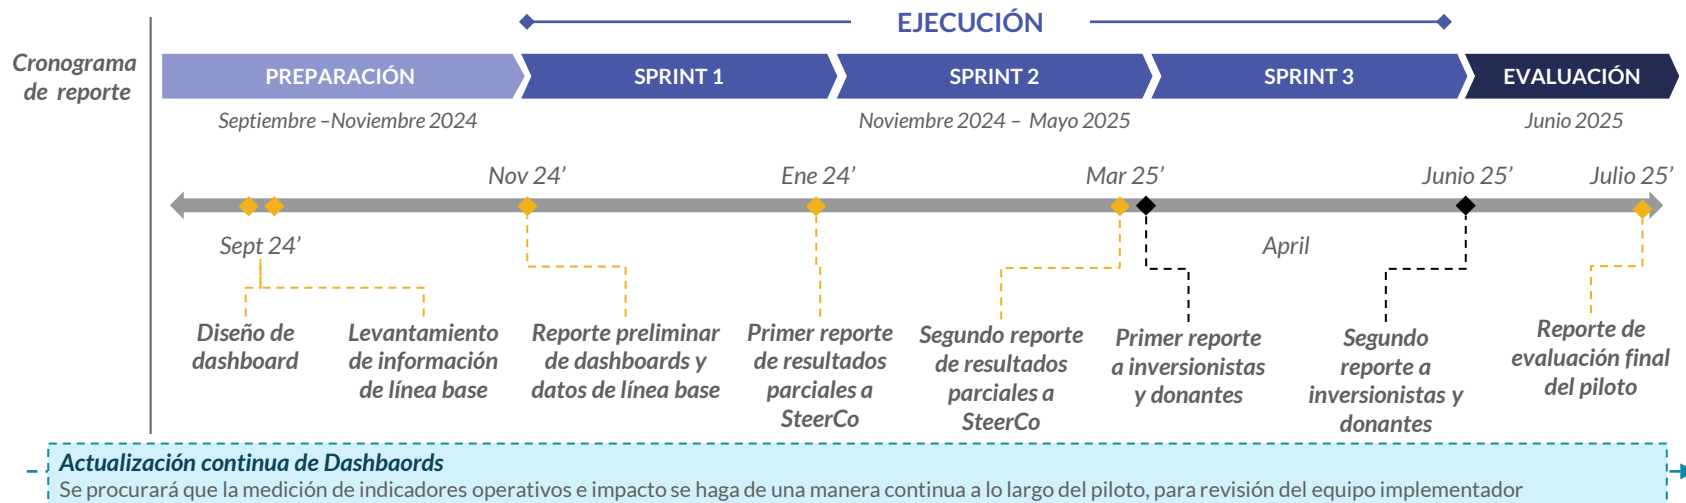 EJECUCIÓN
Cronograma
de reporte
PREPARACIÓN
SPRINT 1
SPRINT 2
SPRINT 3
EVALUACIÓN
Septiembre –Noviembre 2024
Noviembre 2024 – Mayo 2025
Junio 2025
Nov 24’
Ene 24’
Mar 25’
Junio 25’
Julio 25’
Sept 24’
April
Diseño de
dashboard
Levantamiento
de información
de línea base
Reporte preliminar
de dashboards y
datos de línea base
Primer reporte
de resultados
parciales a
SteerCo
Segundo reporte
de resultados
parciales a
SteerCo
Primer reporte
a inversionistas
y donantes
Segundo
reporte a
inversionistas y
donantes
Reporte de
evaluación final
del piloto
Actualización continua de Dashbaords
Se procurará que la medición de indicadores operativos e impacto se haga de una manera continua a lo largo del piloto, para revisión del equipo implementador